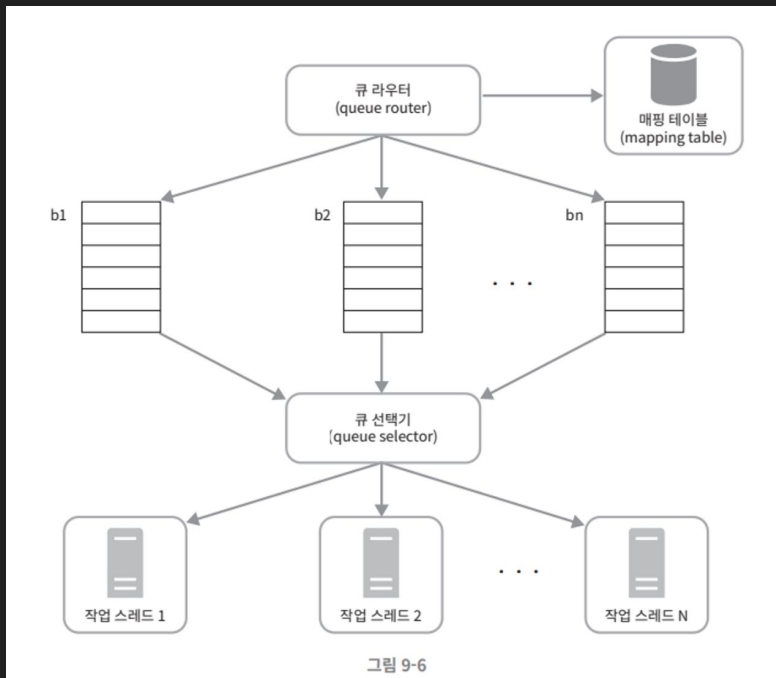 큐 라우터
(queue router)
매핑 테이블
(mapping table)
b1
b2
bn
. . .
큐 선택기
(queue selector)
. . .
작업 스레드 1
작업 스레드 2
작업 스레드 N
그림 9-6